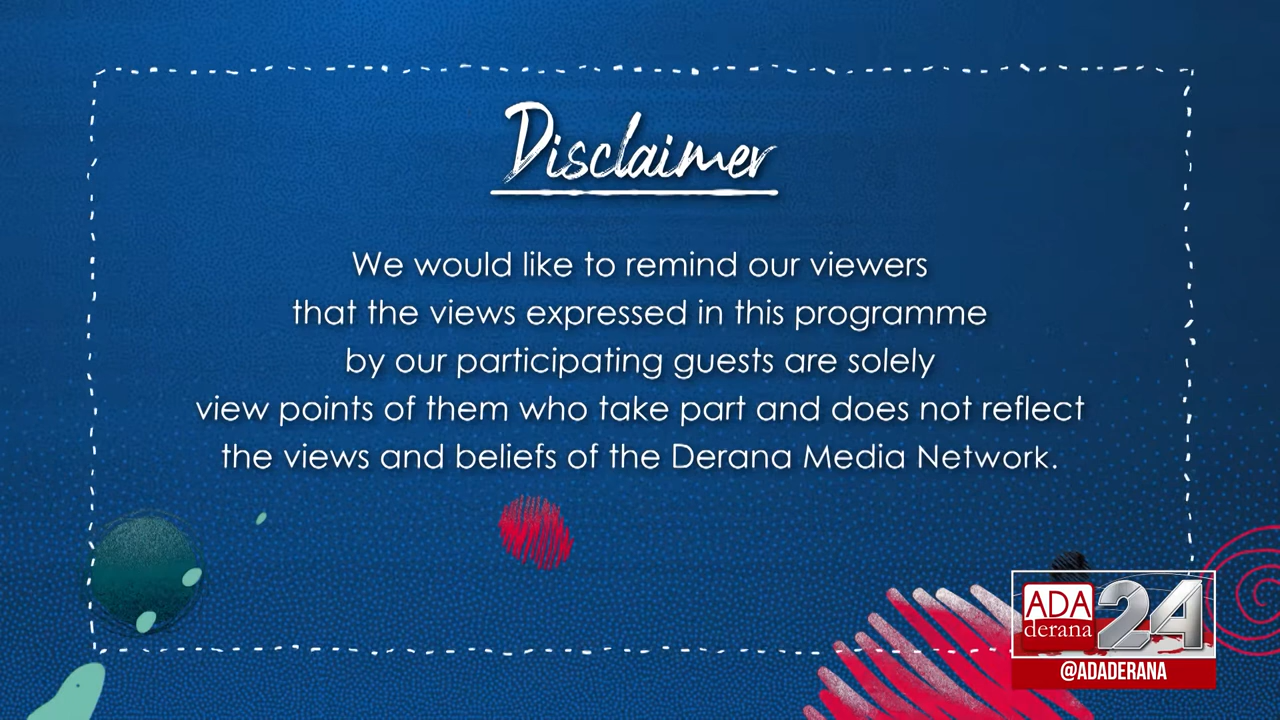 Disclaimer
We would like to remind our viewers
that the views expressed in this programme
by our participating guests are solely
view points of them who take part and does not reflect
the views and beliefs of the Derana Media Network.
ADA
derana
24
@ADADERANA